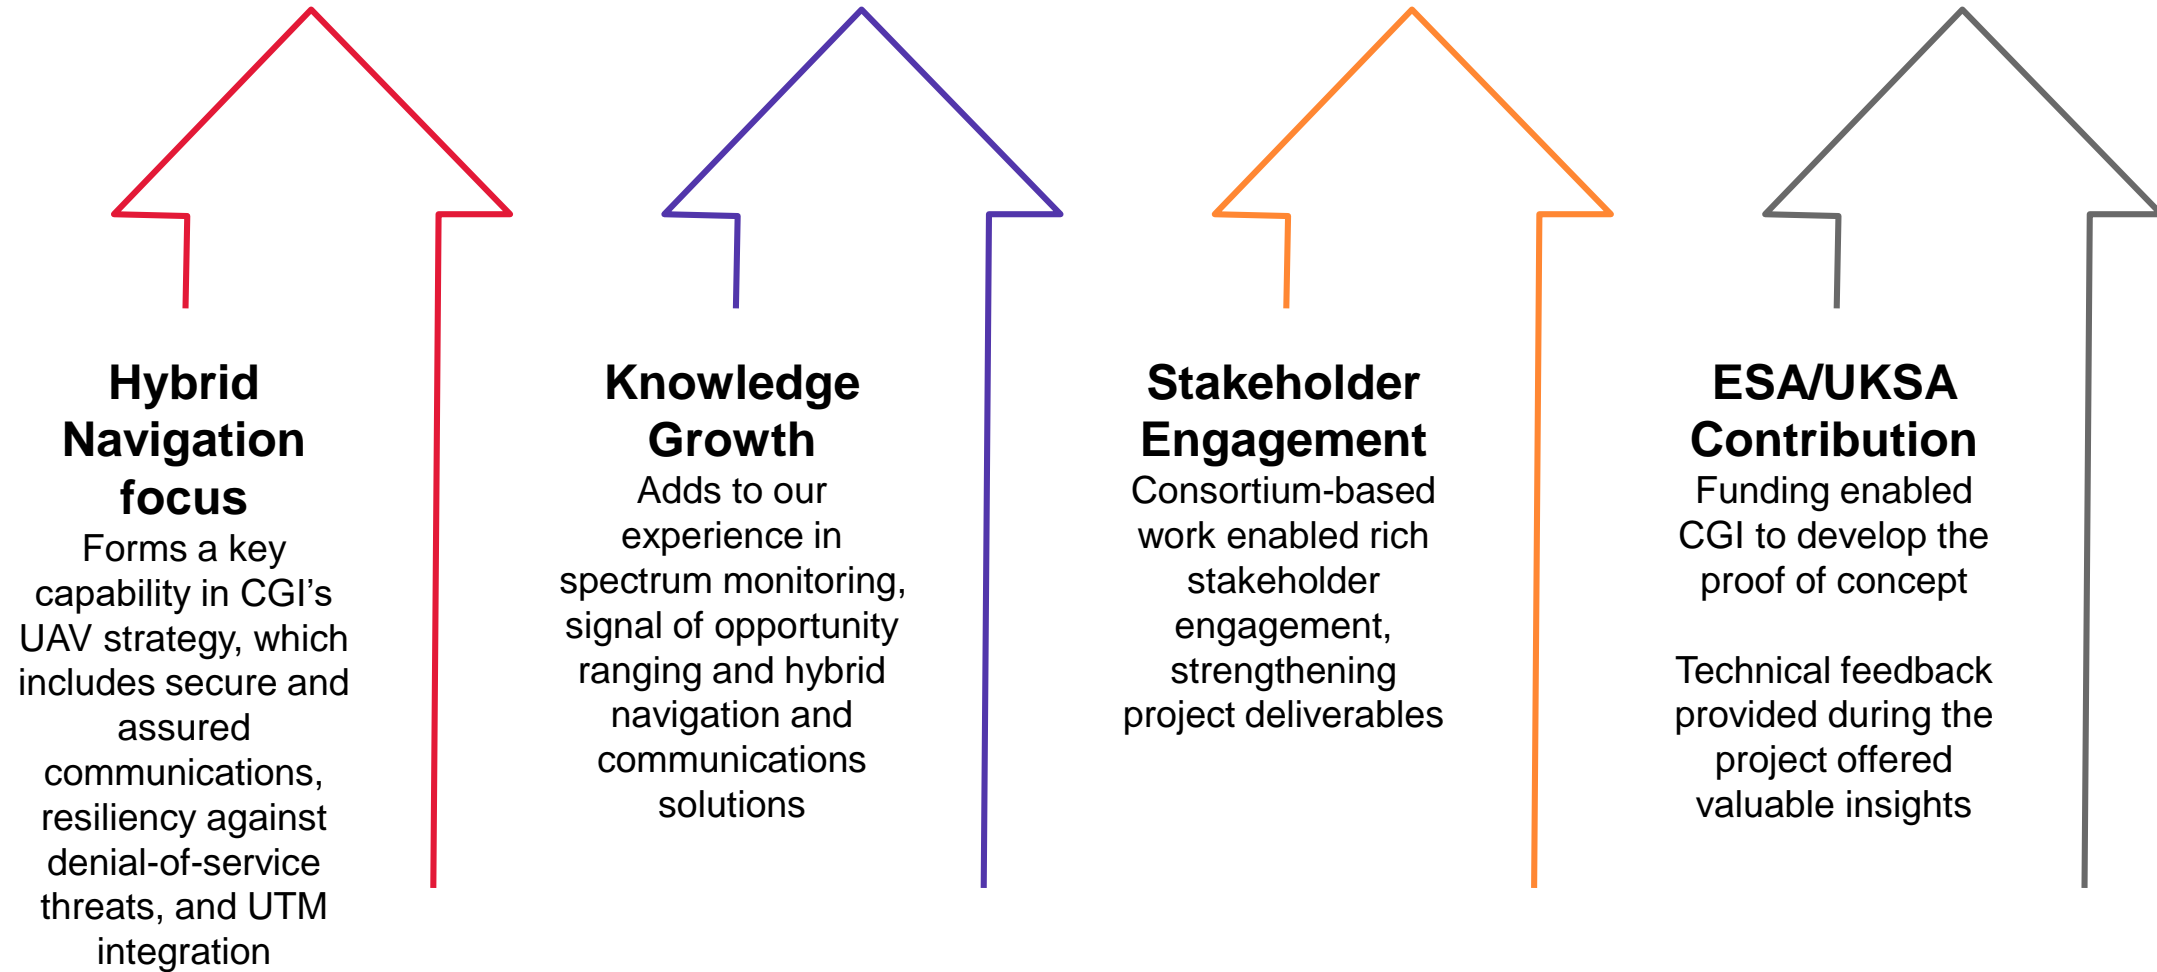 Hybrid
Navigation
focus
Forms a key
capability in CGI’s
UAV strategy, which
includes secure and
assured
communications,
resiliency against
denial-of-service
threats, and UTM
integration
Knowledge
Growth
Adds to our
experience in
spectrum monitoring,
signal of opportunity
ranging and hybrid
navigation and
communications
solutions
Stakeholder
Engagement
Consortium-based
work enabled rich
stakeholder
engagement,
strengthening
project deliverables
ESA/UKSA
Contribution
Funding enabled
CGI to develop the
proof of concept
Technical feedback
provided during the
project offered
valuable insights